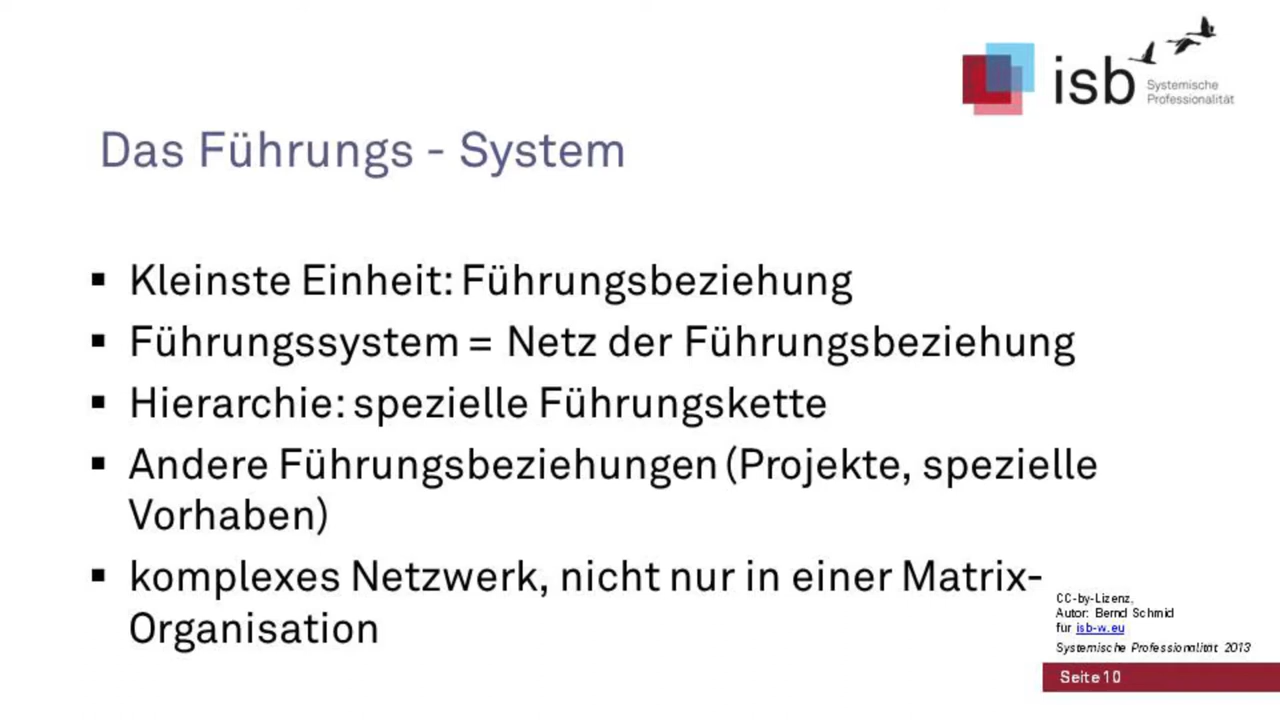 isb
Systemische
Professionalität
Das Führungs - System
▪ Kleinste Einheit: Führungsbeziehung
▪ Führungssystem = Netz der Führungsbeziehung
▪ Hierarchie: spezielle Führungskette
▪ Andere Führungsbeziehungen (Projekte, spezielle
Vorhaben)
▪ komplexes Netzwerk, nicht nur in einer Matrix-
Organisation
CC-by-Lizenz,
Autor: Bernd Schmid
für isb-w.eu
Systemische Professionalität 2013
Seite 10